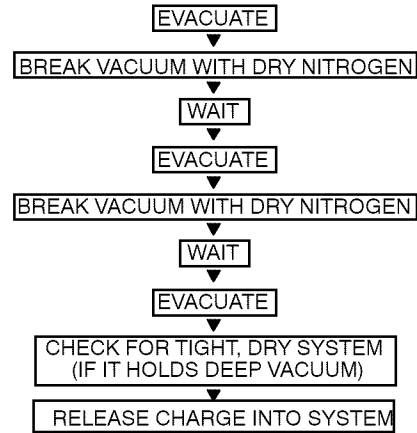 EVACUATE
BREAK VACUUM WITH DRY NITROGEN
WAIT
EVACUATE
BREAK VACUUM WITH DRY NITROGEN
WAIT
EVACUATE
CHECK FOR TIGHT, DRY SYSTEM
(IF IT HOLDS DEEP VACUUM)
RELEASE CHARGE INTO SYSTEM